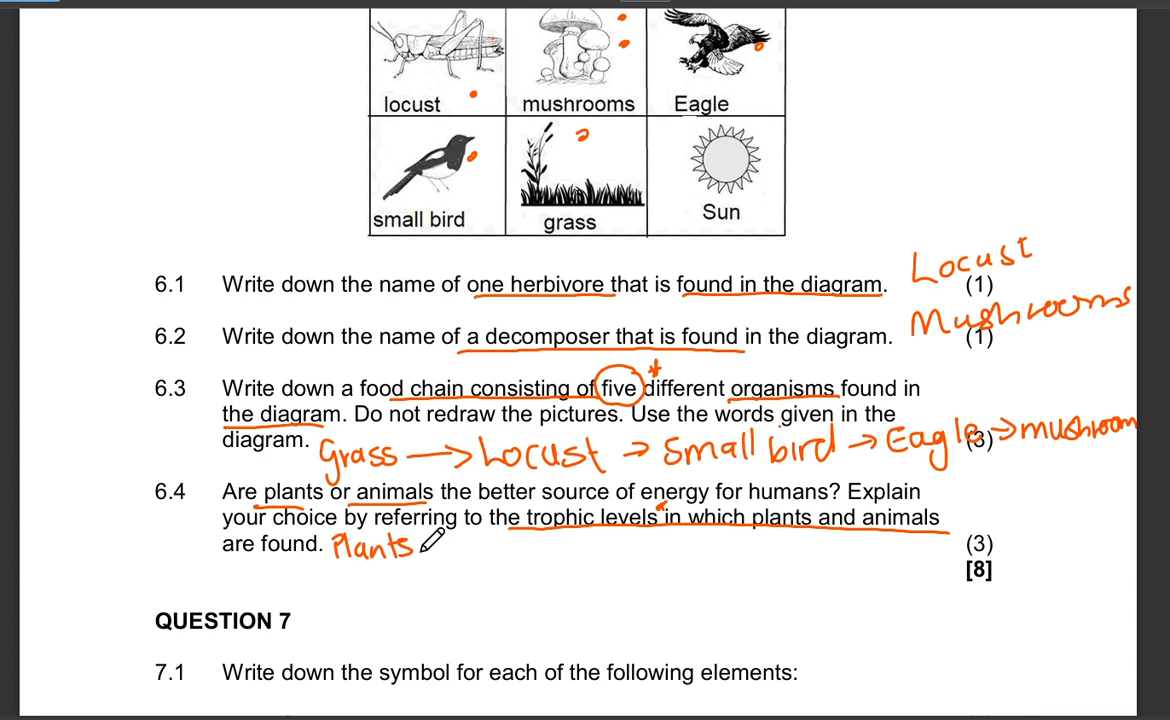 locust mushrooms Eagle
small bird grass Sun
6.1 Write down the name of one herbivore that is found in the diagram. Locust (1)
6.2 Write down the name of a decomposer that is found in the diagram. Mushrooms (1)
6.3 Write down a food chain consisting of five different organisms found in
the diagram. Do not redraw the pictures. Use the words given in the
diagram. (3)
Grass → Locust → Small bird → Eagle → mushroom
6.4 Are plants or animals the better source of energy for humans? Explain
your choice by referring to the trophic levels in which plants and animals
are found. Plants (3)
[8]
QUESTION 7
7.1 Write down the symbol for each of the following elements: